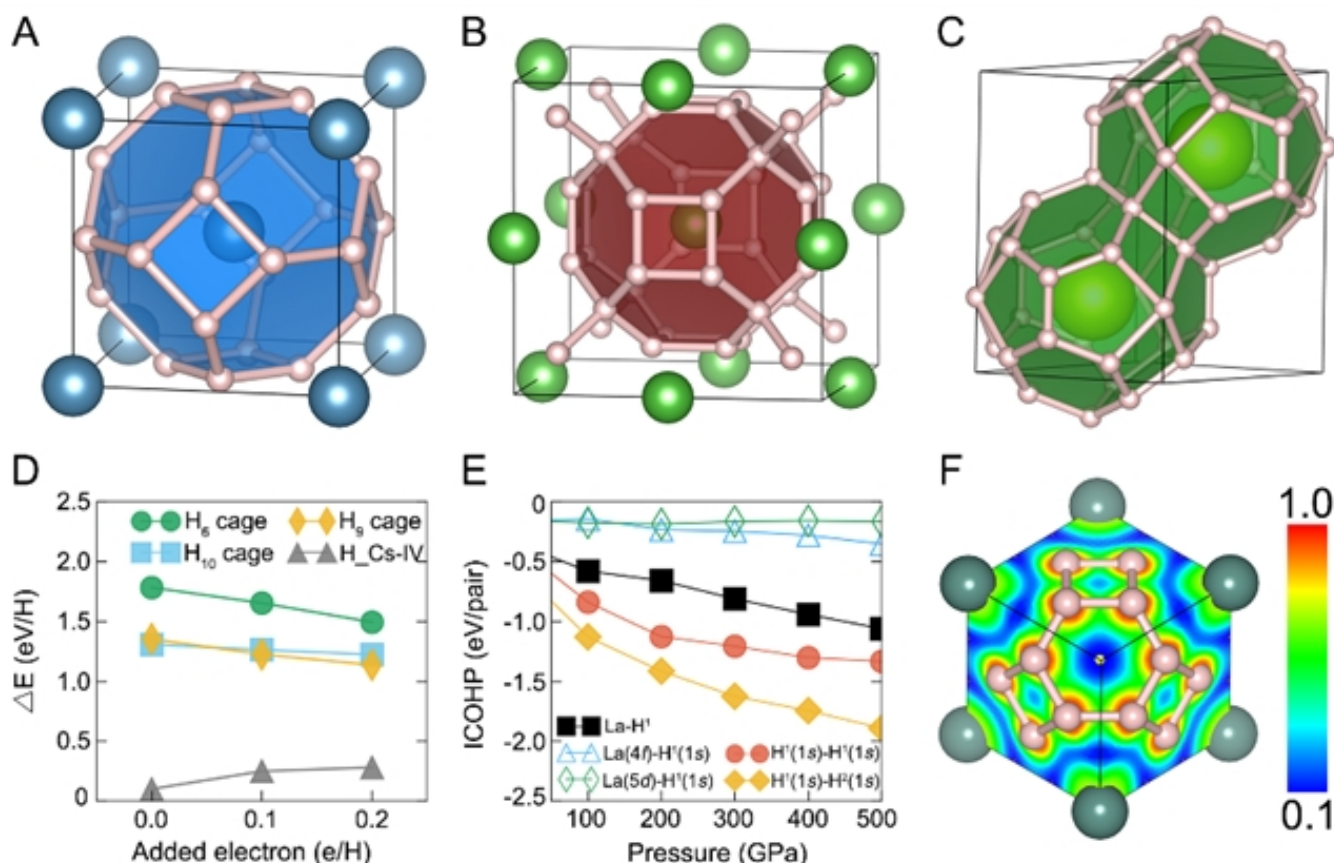 A
B
C
D
2.5
2.0
1.5
1.0
0.5
0
H₆ cage
H₉ cage
H₁₀ cage
H_Cs-IV
△E (eV/H)
0.0 0.1 0.2
Added electron (e/H)
E
0
-0.5
-1.0
-1.5
-2.0
-2.5
ICOHP (eV/pair)
La-H¹
La(4f)-H¹(1s)
H¹(1s)-H¹(1s)
La(5d)-H¹(1s)
H¹(1s)-H²(1s)
100 200 300 400 500
Pressure (GPa)
F
1.0
0.1